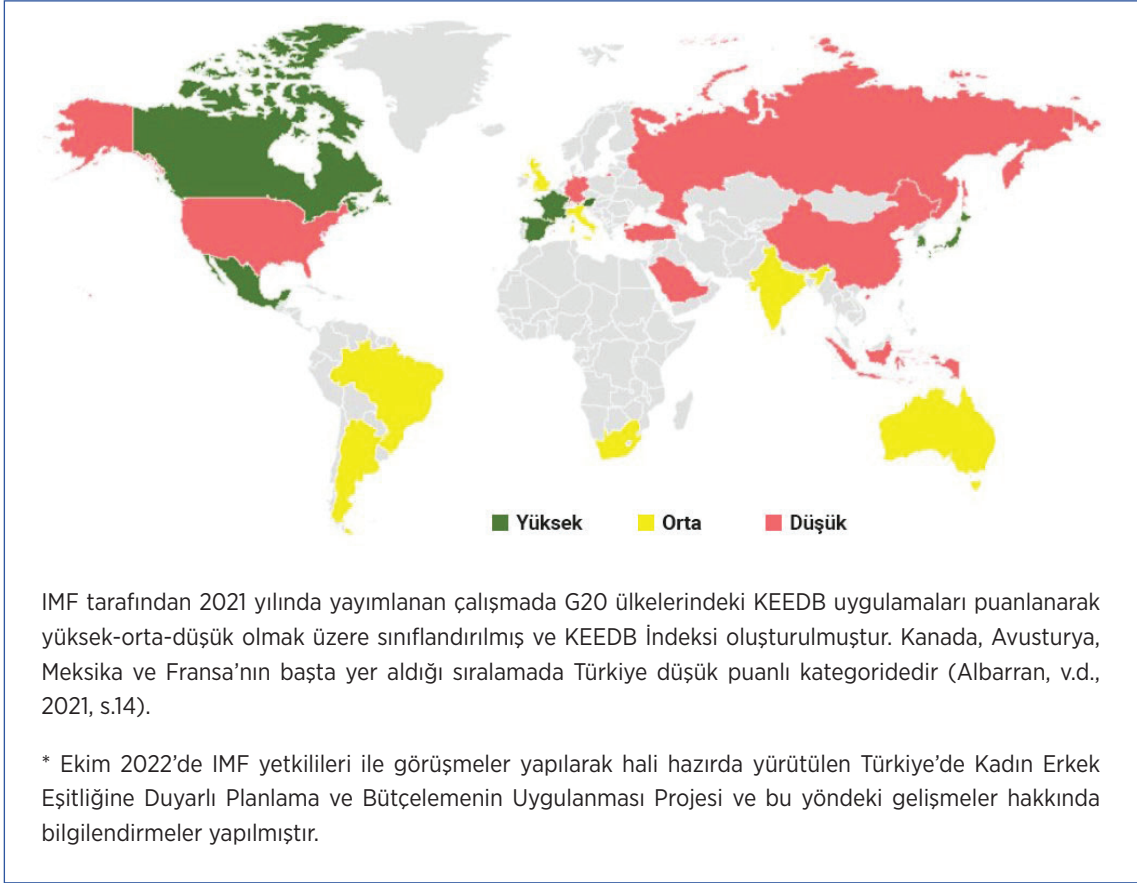 Yüksek Orta Düşük
IMF tarafından 2021 yılında yayımlanan çalışmada G20 ülkelerindeki KEEDB uygulamaları puanlanarak
yüksek-orta-düşük olmak üzere sınıflandırılmış ve KEEDB İndeksi oluşturulmuştur. Kanada, Avusturya,
Meksika ve Fransa’nın başta yer aldığı sıralamada Türkiye düşük puanlı kategoridedir (Albarran, v.d.,
2021, s.14).
* Ekim 2022’de IMF yetkilileri ile görüşmeler yapılarak hali hazırda yürütülen Türkiye’de Kadın Erkek
Eşitliğine Duyarlı Planlama ve Bütçelemenin Uygulanması Projesi ve bu yöndeki gelişmeler hakkında
bilgilendirmeler yapılmıştır.